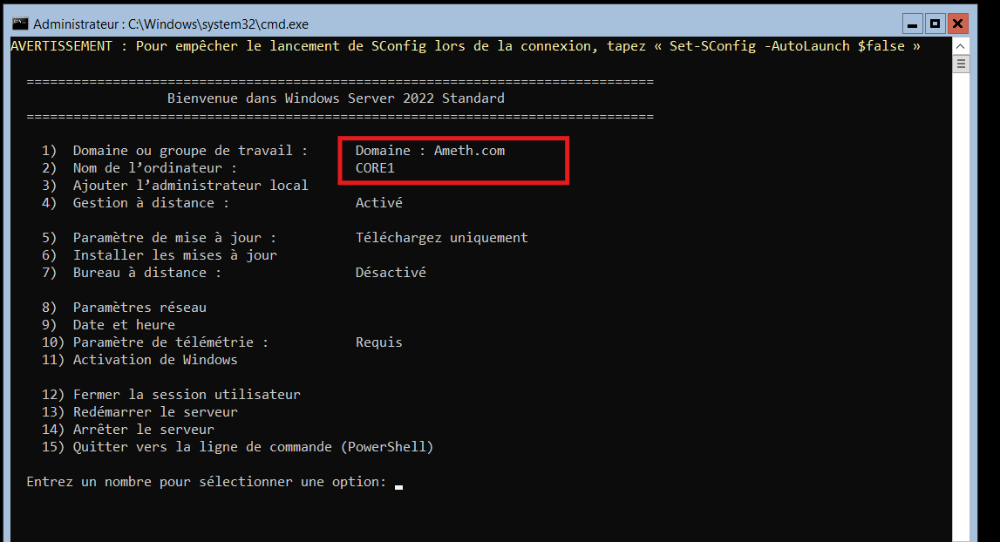 Administrateur : C:\Windows\system32\cmd.exe
AVERTISSEMENT : Pour empêcher le lancement de SConfig lors de la connexion, tapez « Set-SConfig -AutoLaunch $false »
================================================================================
Bienvenue dans Windows Server 2022 Standard
================================================================================
1) Domaine ou groupe de travail : Domaine : Ameth.com
2) Nom de l’ordinateur : CORE1
3) Ajouter l’administrateur local
4) Gestion à distance : Activé
5) Paramètre de mise à jour : Téléchargez uniquement
6) Installer les mises à jour
7) Bureau à distance : Désactivé
8) Paramètres réseau
9) Date et heure
10) Paramètre de télémétrie : Requis
11) Activation de Windows
12) Fermer la session utilisateur
13) Redémarrer le serveur
14) Arrêter le serveur
15) Quitter vers la ligne de commande (PowerShell)
Entrez un nombre pour sélectionner une option: